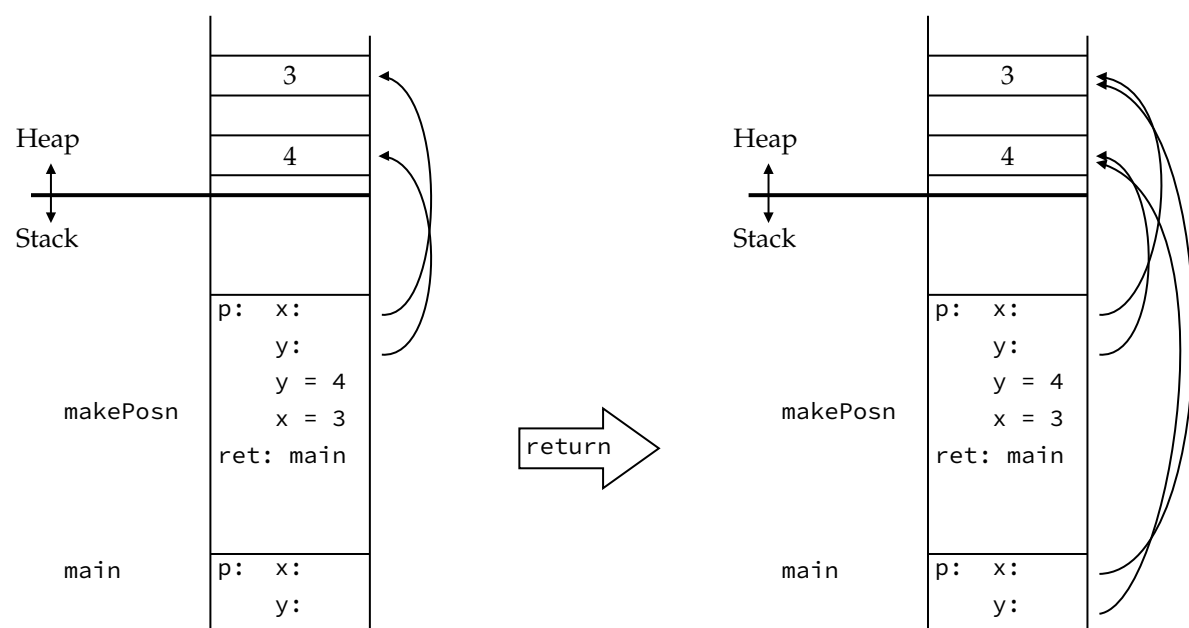 3
4
Heap
Stack
p: x:
y:
y = 4
makePosn
x = 3
ret: main
main
p: x:
y:
return
3
4
Heap
Stack
p: x:
y:
y = 4
makePosn
x = 3
ret: main
main
p: x:
y: